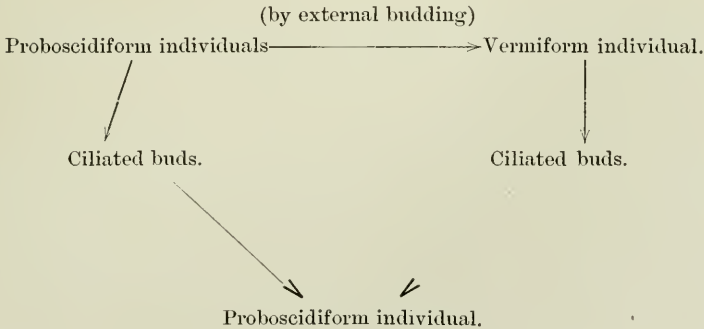 (by external budding)
Proboscidiform individuals Vermiform individual.
Ciliated buds. Ciliated buds.
Proboscidiform individual.